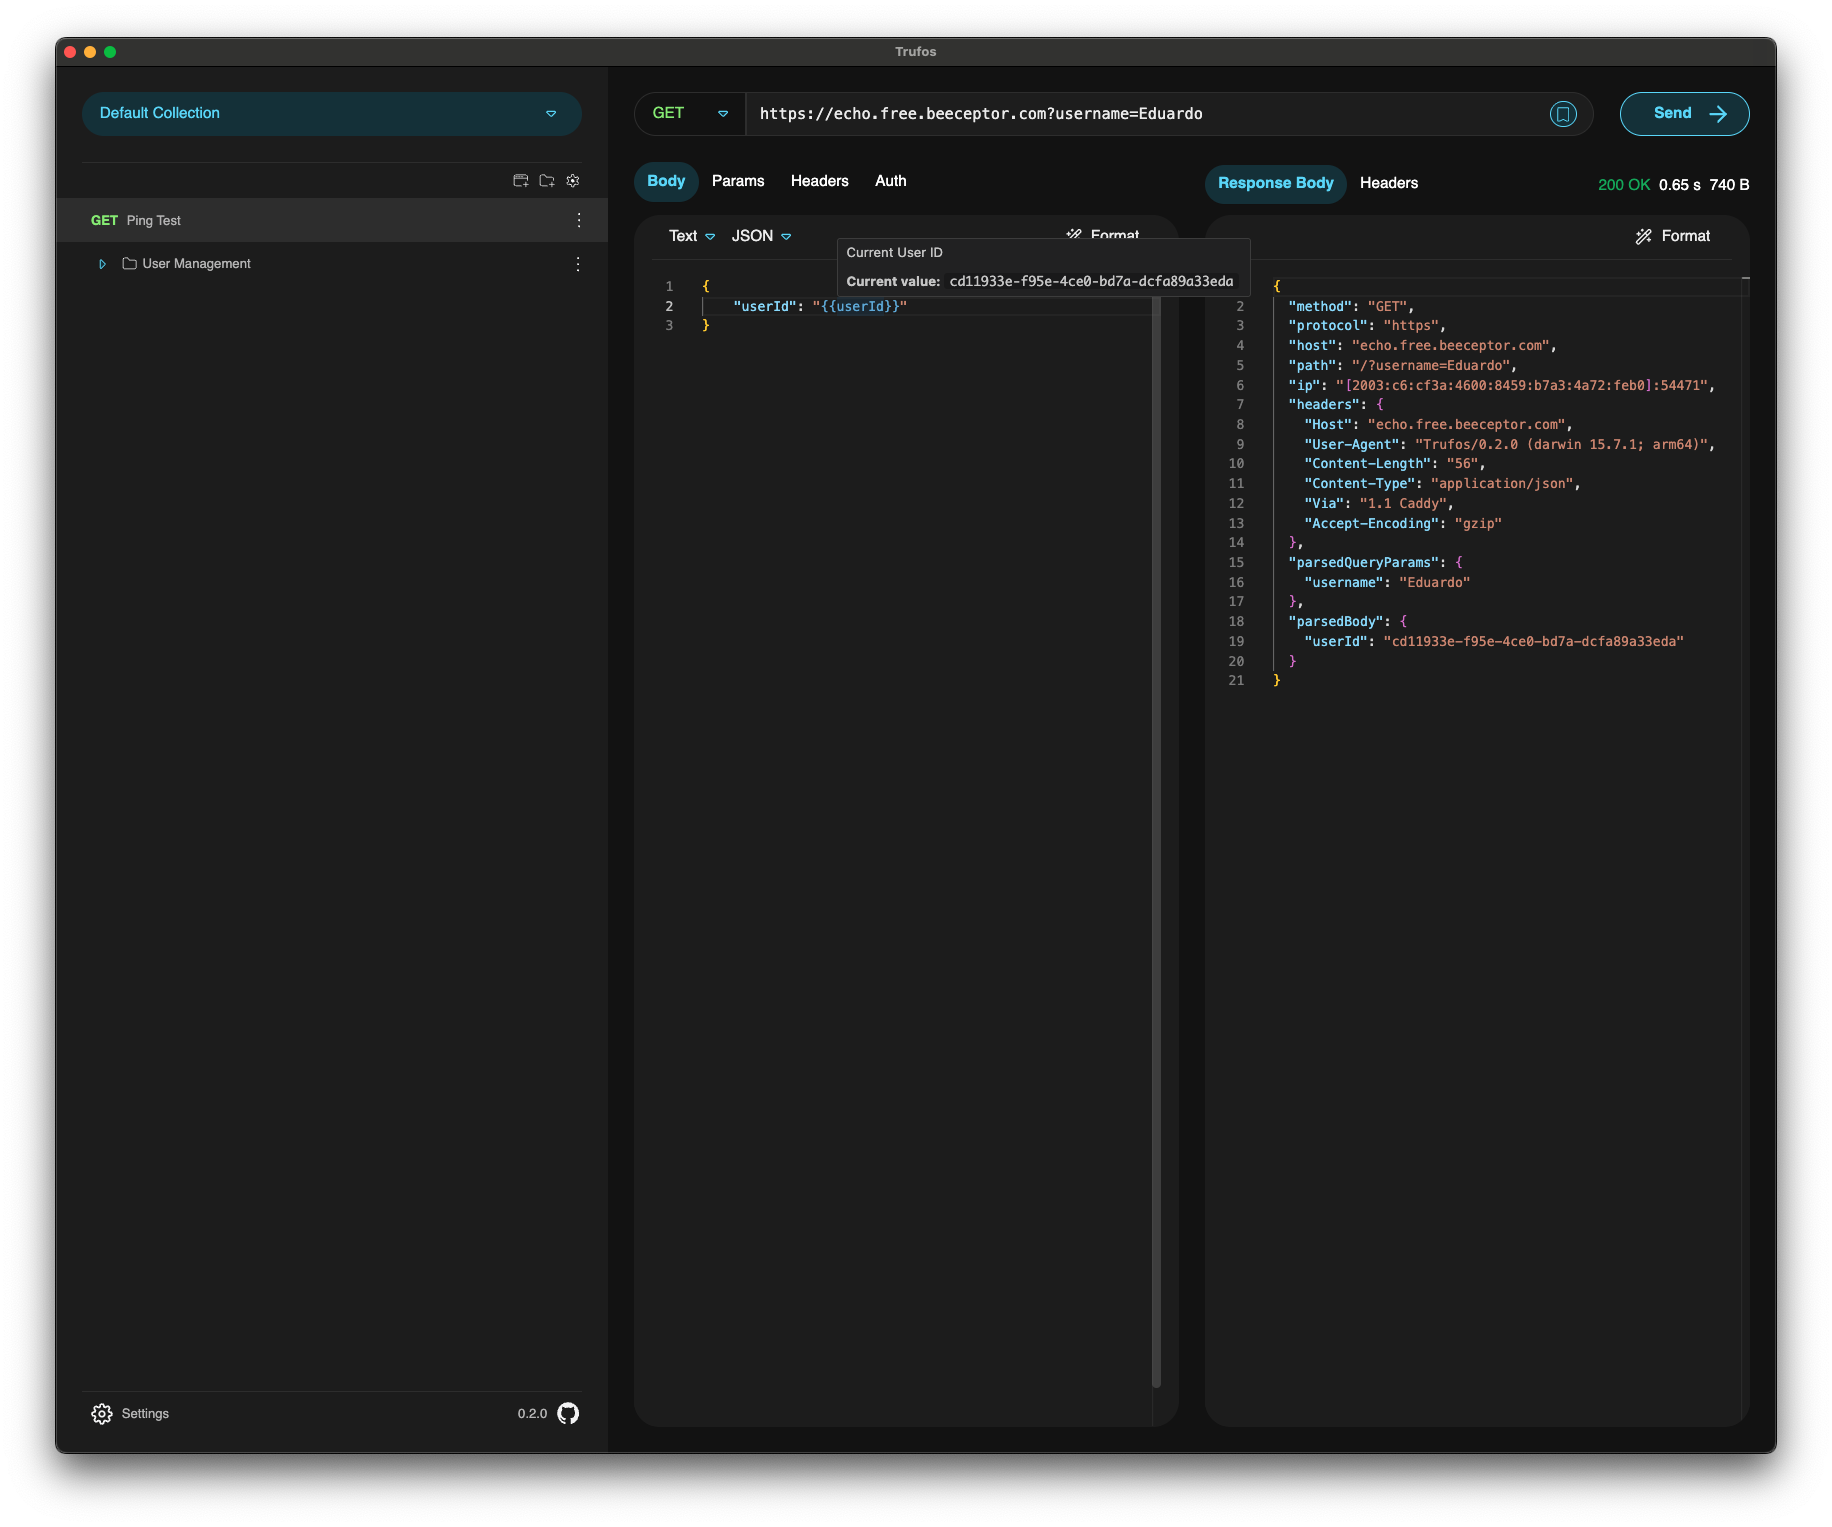 Trufos
Default Collection
GET Ping Test
User Management
Settings
0.2.0
GET https://echo.free.beeceptor.com?username=Eduardo
Send
Body Params Headers Auth
Text JSON Format
Current User ID
Current value: cd11933e-f95e-4ce0-bd7a-dcfa89a33eda
1 {
2 "userId": "{{userId}}"
3 }
Response Body Headers 200 OK 0.65 s 740 B
Format
{
2 "method": "GET",
3 "protocol": "https",
4 "host": "echo.free.beeceptor.com",
5 "path": "/?username=Eduardo",
6 "ip": "[2003:c6:cf3a:4600:8459:b7a3:4a72:feb0]:54471",
7 "headers": {
8 "Host": "echo.free.beeceptor.com",
9 "User-Agent": "Trufos/0.2.0 (darwin 15.7.1; arm64)",
10 "Content-Length": "56",
11 "Content-Type": "application/json",
12 "Via": "1.1 Caddy",
13 "Accept-Encoding": "gzip"
14 },
15 "parsedQueryParams": {
16 "username": "Eduardo"
17 },
18 "parsedBody": {
19 "userId": "cd11933e-f95e-4ce0-bd7a-dcfa89a33eda"
20 }
21 }